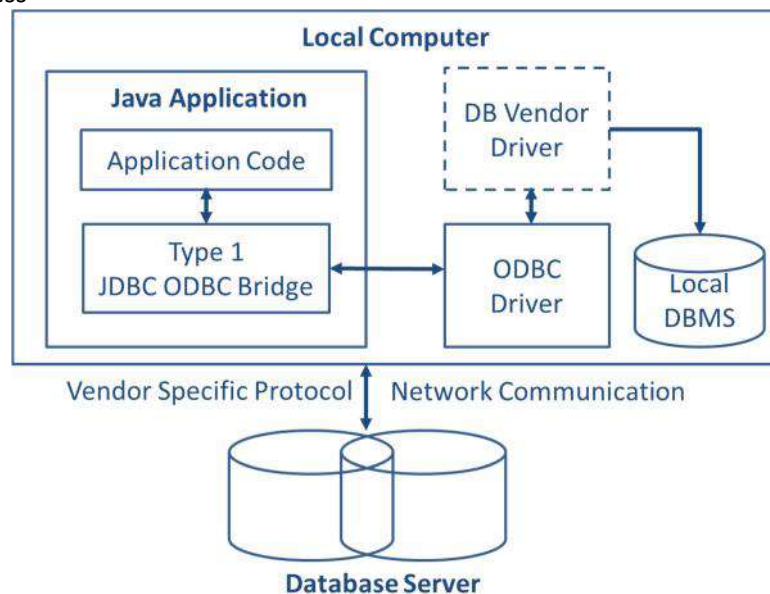 Local Computer
Java Application
DB Vendor
Driver
Application Code
Type 1
JDBC ODBC Bridge
ODBC
Driver
Local
DBMS
Vendor Specific Protocol
Network Communication
Database Server